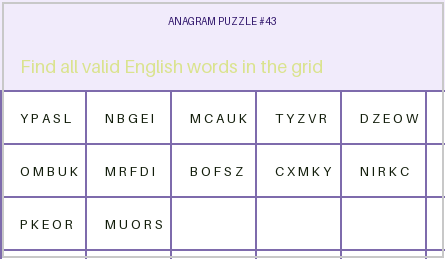 ANAGRAM PUZZLE #43
Find all valid English words in the grid
YPASL NBGEI MCAUK TYZVR DZEOW
OMBUK MRFDI BOFSZ CXMKY NIRKC
PKEOR MUORS